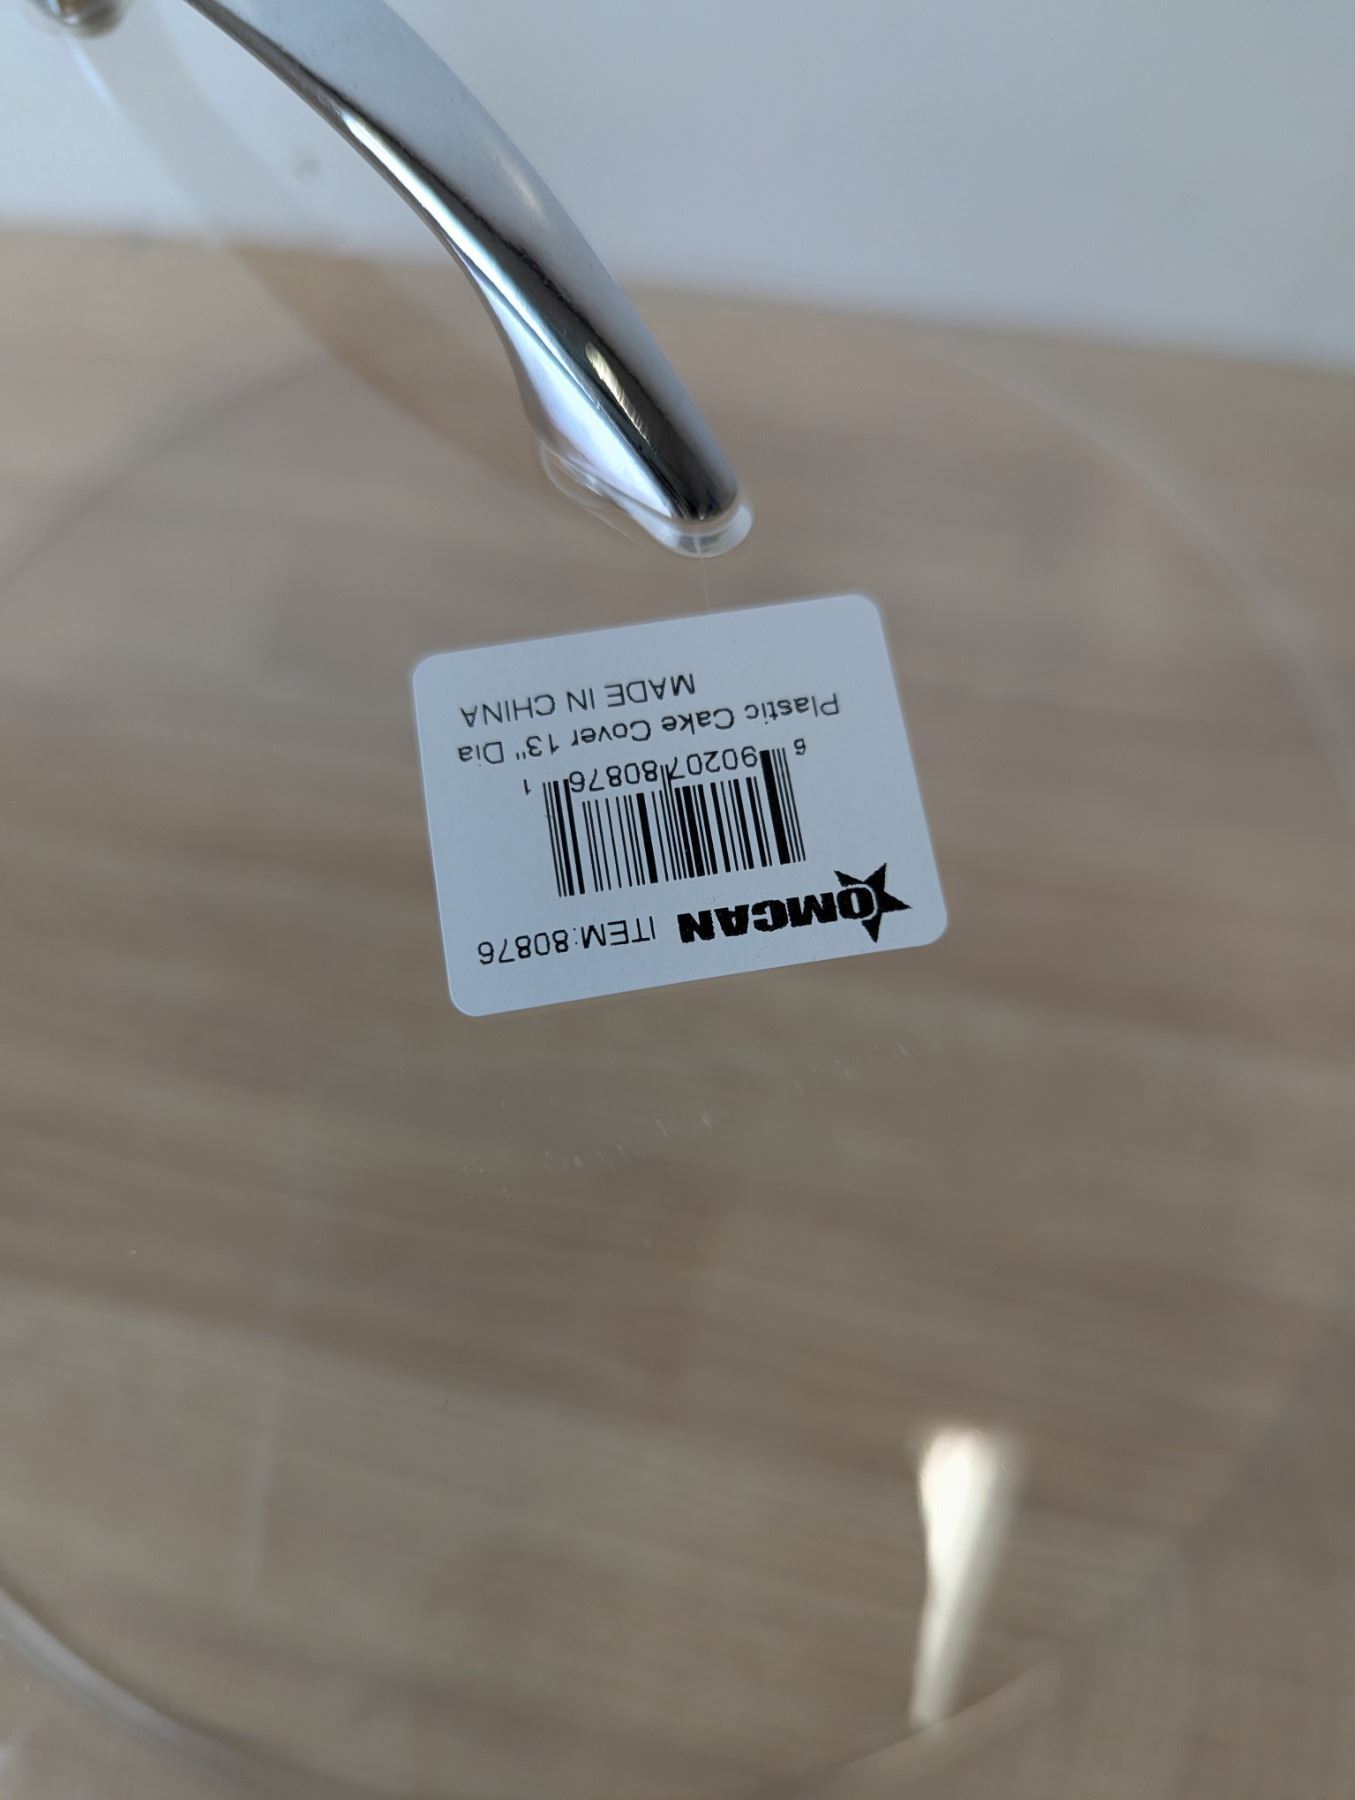 OMCAN ITEM:80876
6 90207 80876 1
Plastic Cake Cover 13" Dia
MADE IN CHINA